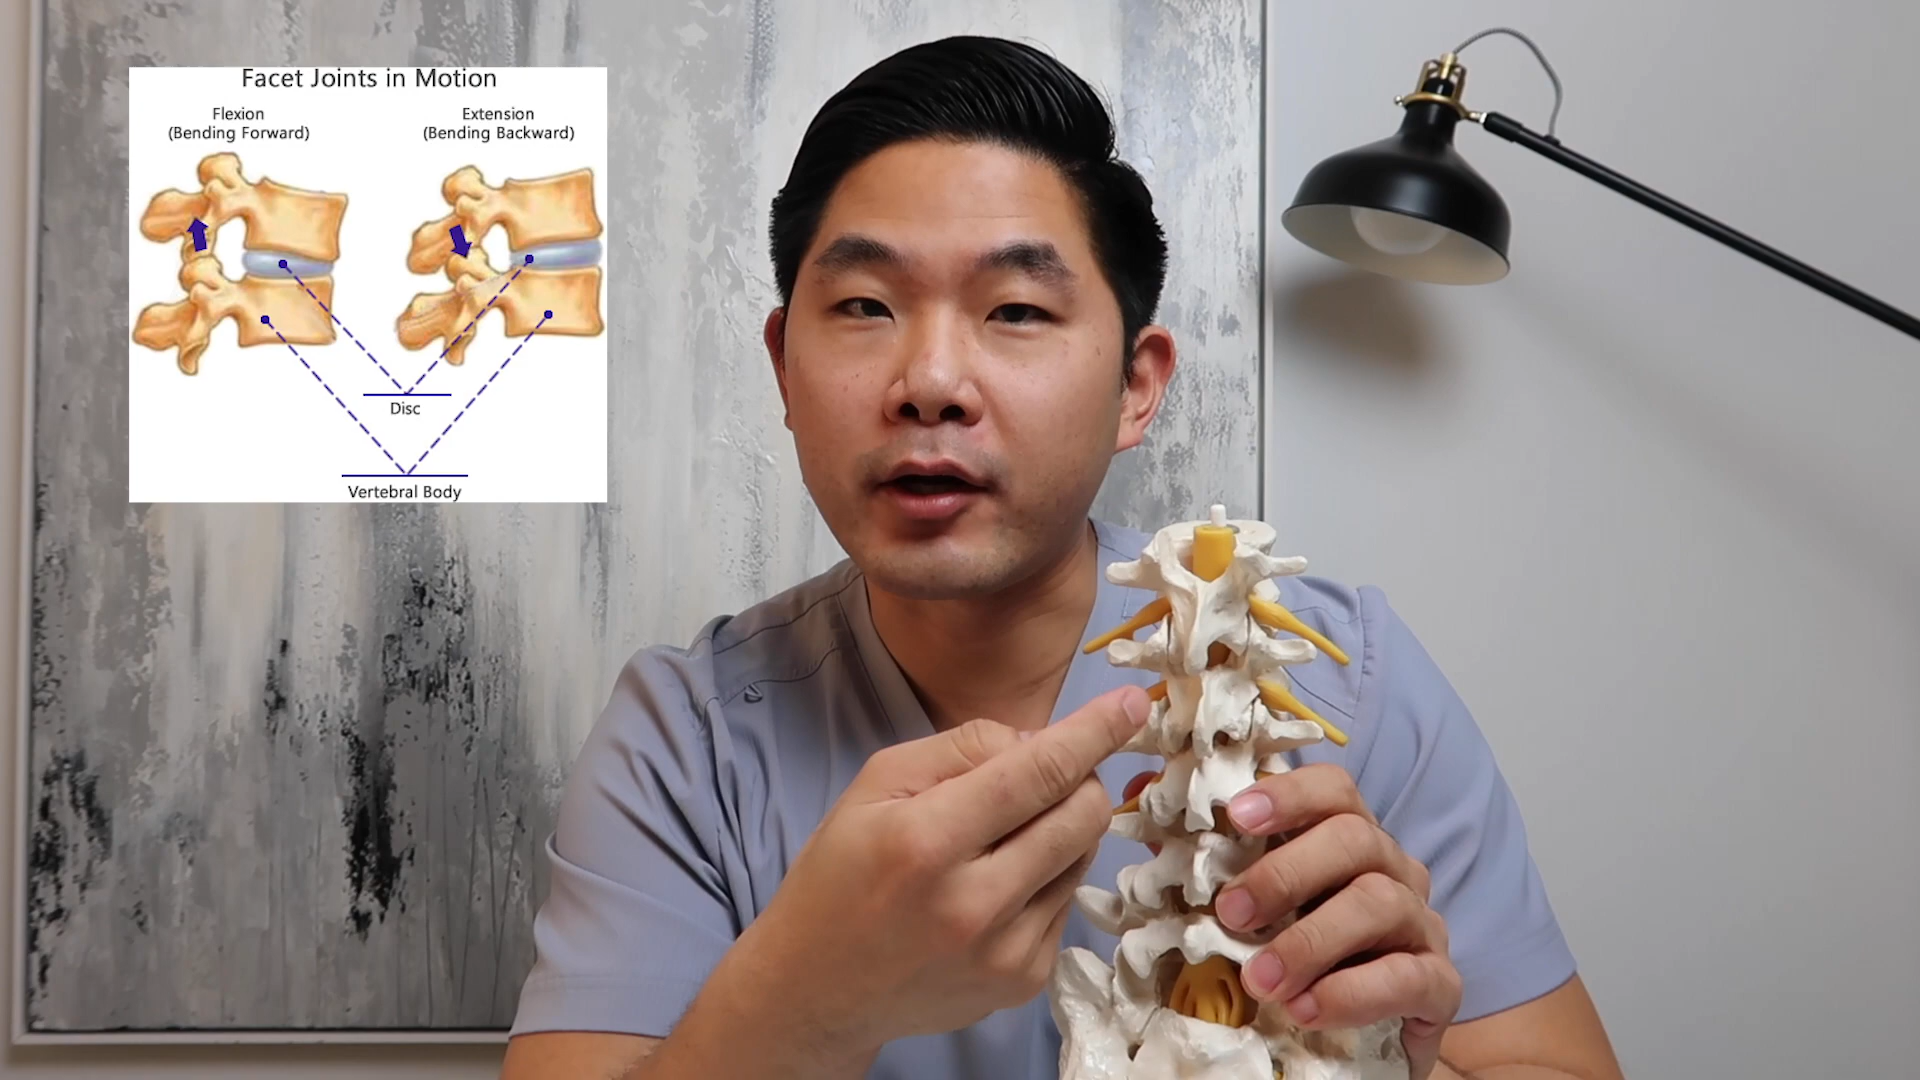 Facet Joints in Motion
Flexion
(Bending Forward)
Extension
(Bending Backward)
Disc
Vertebral Body